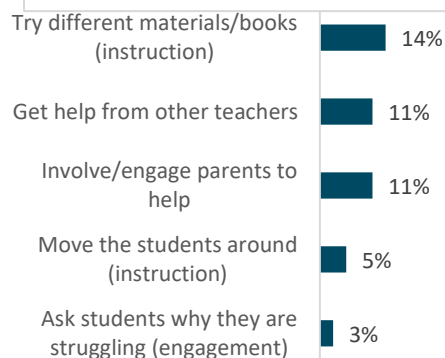 Try different materials/books
(instruction)
14%
Get help from other teachers
11%
Involve/engage parents to
help
11%
Move the students around
(instruction)
5%
Ask students why they are
struggling (engagement)
3%